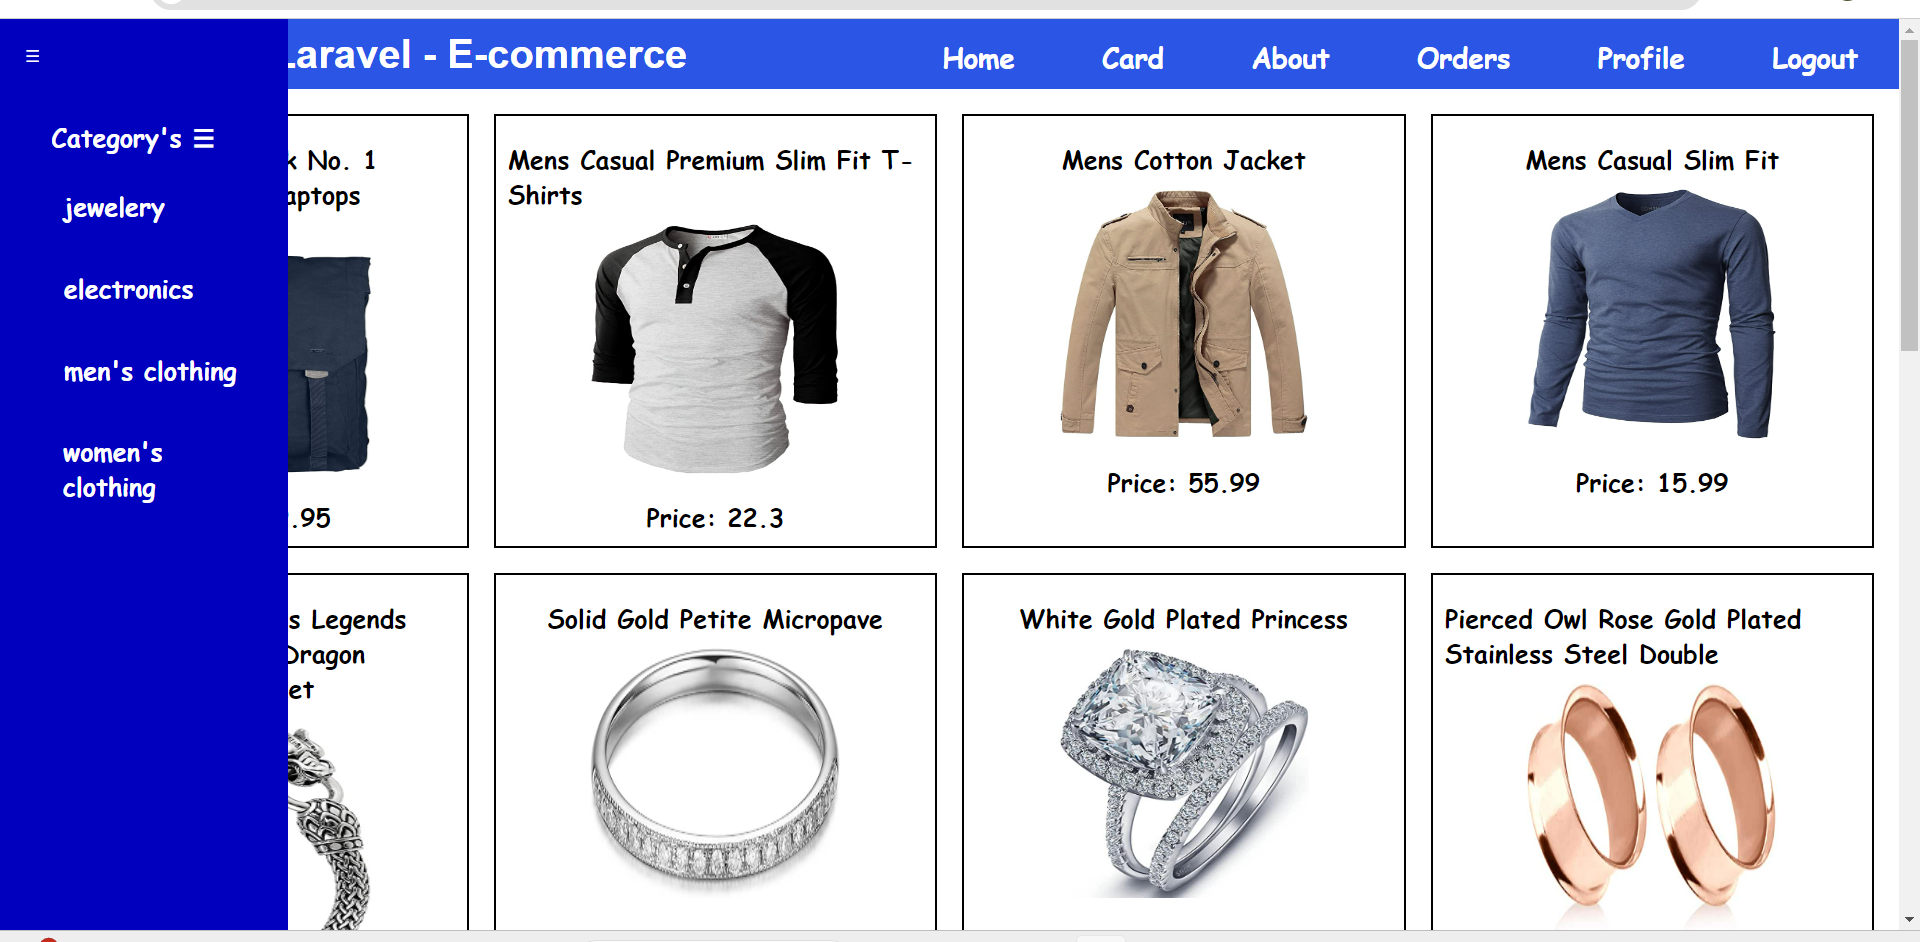 ☰
Laravel - E-commerce
Home
Card
About
Orders
Profile
Logout
Category's ☰
jewelery
electronics
men's clothing
women's
clothing
No. 1
.95
Mens Casual Premium Slim Fit T-
Shirts
Price: 22.3
Mens Cotton Jacket
Price: 55.99
Mens Casual Slim Fit
Price: 15.99
Legends
Dragon
Solid Gold Petite Micropave
White Gold Plated Princess
Pierced Owl Rose Gold Plated
Stainless Steel Double